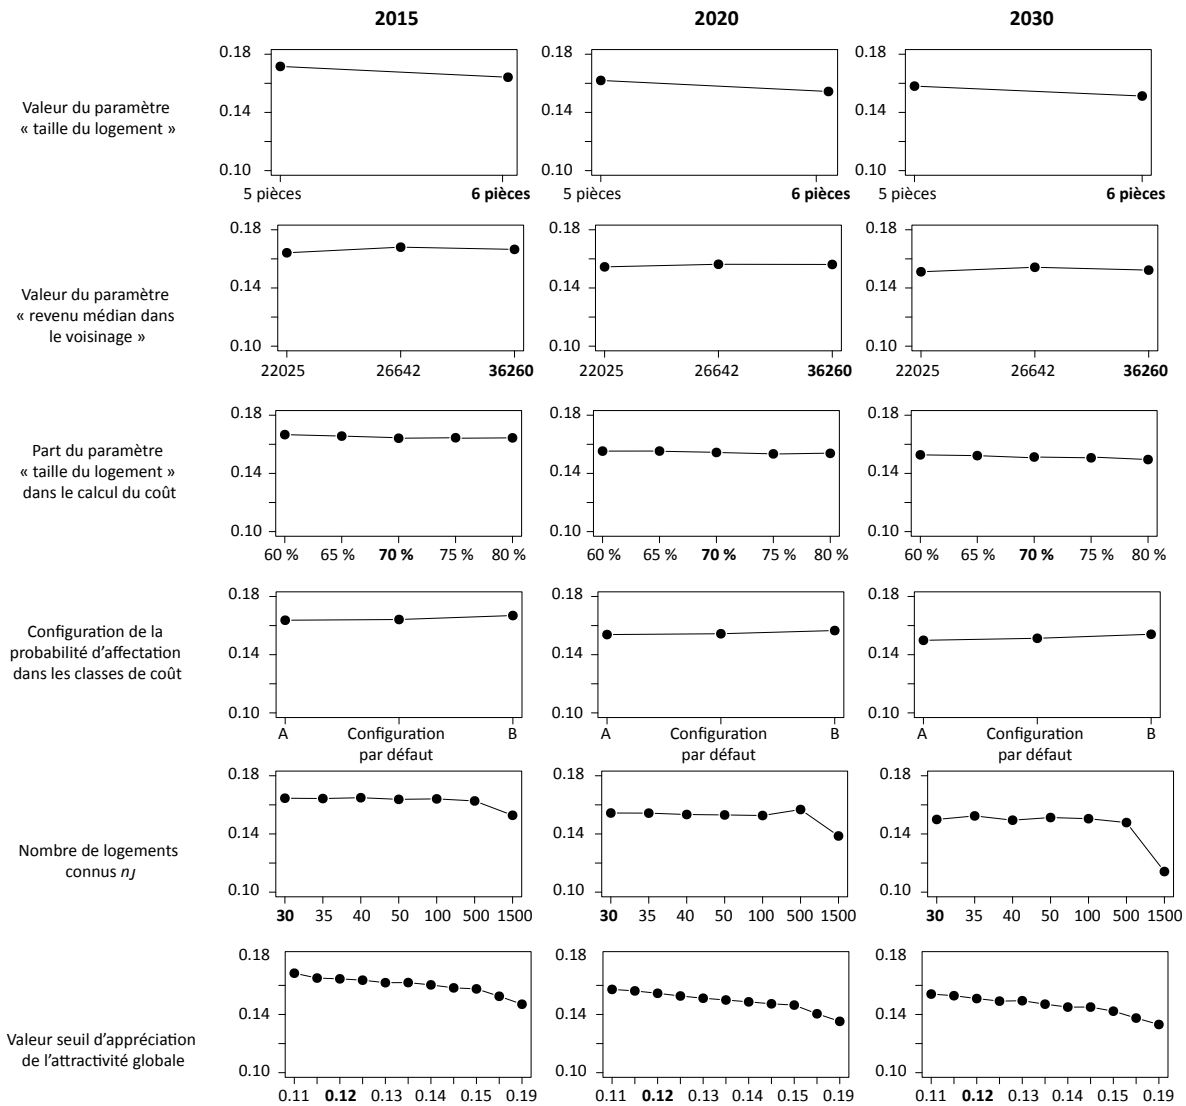 2015 2020 2030
Valeur du paramètre
« taille du logement »
0.18 0.18 0.18
0.14 0.14 0.14
0.10 0.10 0.10
5 pièces 6 pièces 5 pièces 6 pièces 5 pièces 6 pièces
Valeur du paramètre
« revenu médian dans
le voisinage »
0.18 0.18 0.18
0.14 0.14 0.14
0.10 0.10 0.10
22025 26642 36260 22025 26642 36260 22025 26642 36260
Part du paramètre
« taille du logement »
dans le calcul du coût
0.18 0.18 0.18
0.14 0.14 0.14
0.10 0.10 0.10
60 % 65 % 70 % 75 % 80 % 60 % 65 % 70 % 75 % 80 % 60 % 65 % 70 % 75 % 80 %
Configuration de la
probabilité d’affectation
dans les classes de coût
0.18 0.18 0.18
0.14 0.14 0.14
0.10 0.10 0.10
A Configuration B A Configuration B A Configuration B
par défaut par défaut par défaut
Nombre de logements
connus nJ
0.18 0.18 0.18
0.14 0.14 0.14
0.10 0.10 0.10
30 35 40 50 100 500 1500 30 35 40 50 100 500 1500 30 35 40 50 100 500 1500
Valeur seuil d’appréciation
de l’attractivité globale
0.18 0.18 0.18
0.14 0.14 0.14
0.10 0.10 0.10
0.11 0.12 0.13 0.14 0.15 0.19 0.11 0.12 0.13 0.14 0.15 0.19 0.11 0.12 0.13 0.14 0.15 0.19